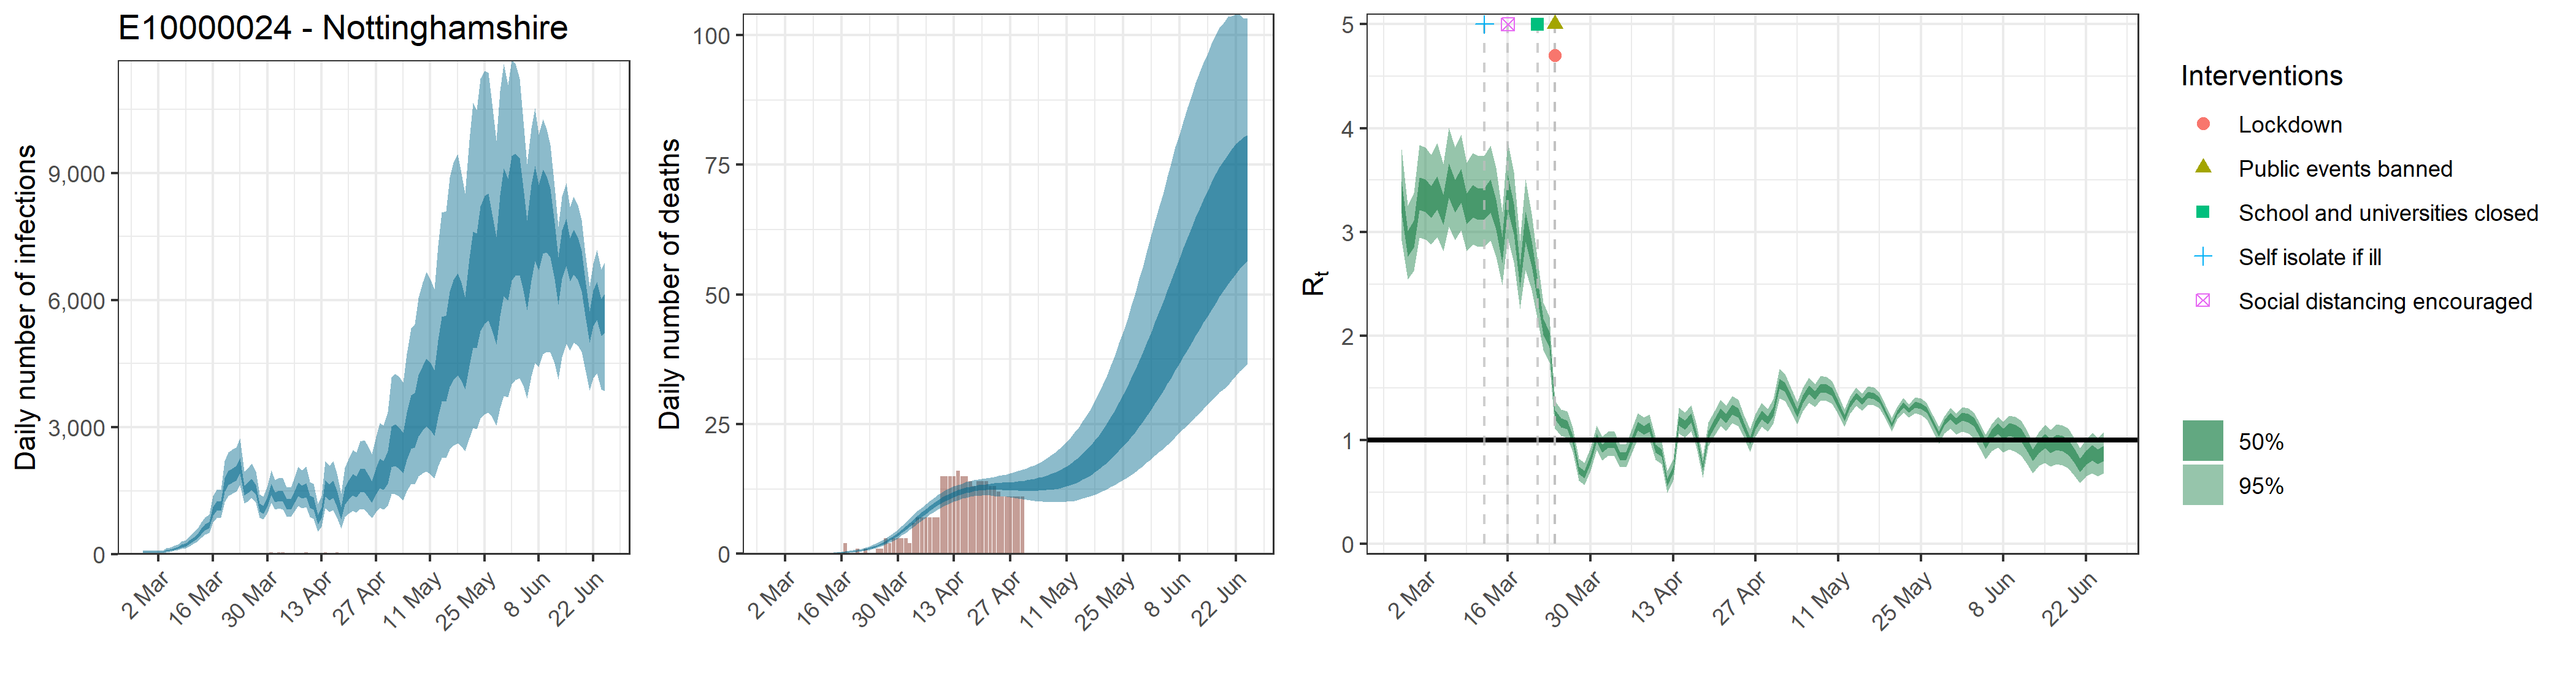 E10000024 - Nottinghamshire
Daily number of infections
9,000
6,000
3,000
0
2 Mar
16 Mar
30 Mar
13 Apr
27 Apr
11 May
25 May
8 Jun
22 Jun
Daily number of deaths
100
75
50
25
0
2 Mar
16 Mar
30 Mar
13 Apr
27 Apr
11 May
25 May
8 Jun
22 Jun
Rt
5
4
3
2
1
0
2 Mar
16 Mar
30 Mar
13 Apr
27 Apr
11 May
25 May
8 Jun
22 Jun
Interventions
Lockdown
Public events banned
School and universities closed
Self isolate if ill
Social distancing encouraged
50%
95%